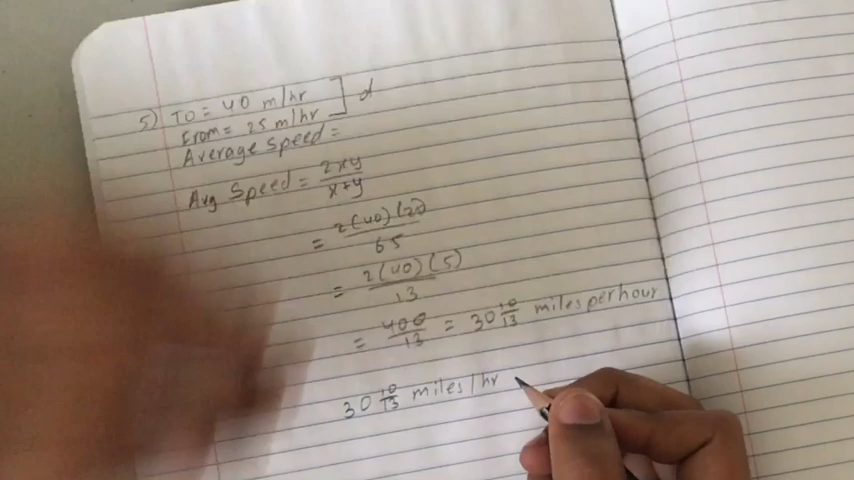 5) TO = 40 m/hr ] d
From = 25 m/hr
Average Speed =
Avg Speed = 2xy/x+y
= 2(40)(25)/65
= 2(40)(5)/13
= 400/13 = 30 10/13 miles per hour
30 10/13 miles/hr